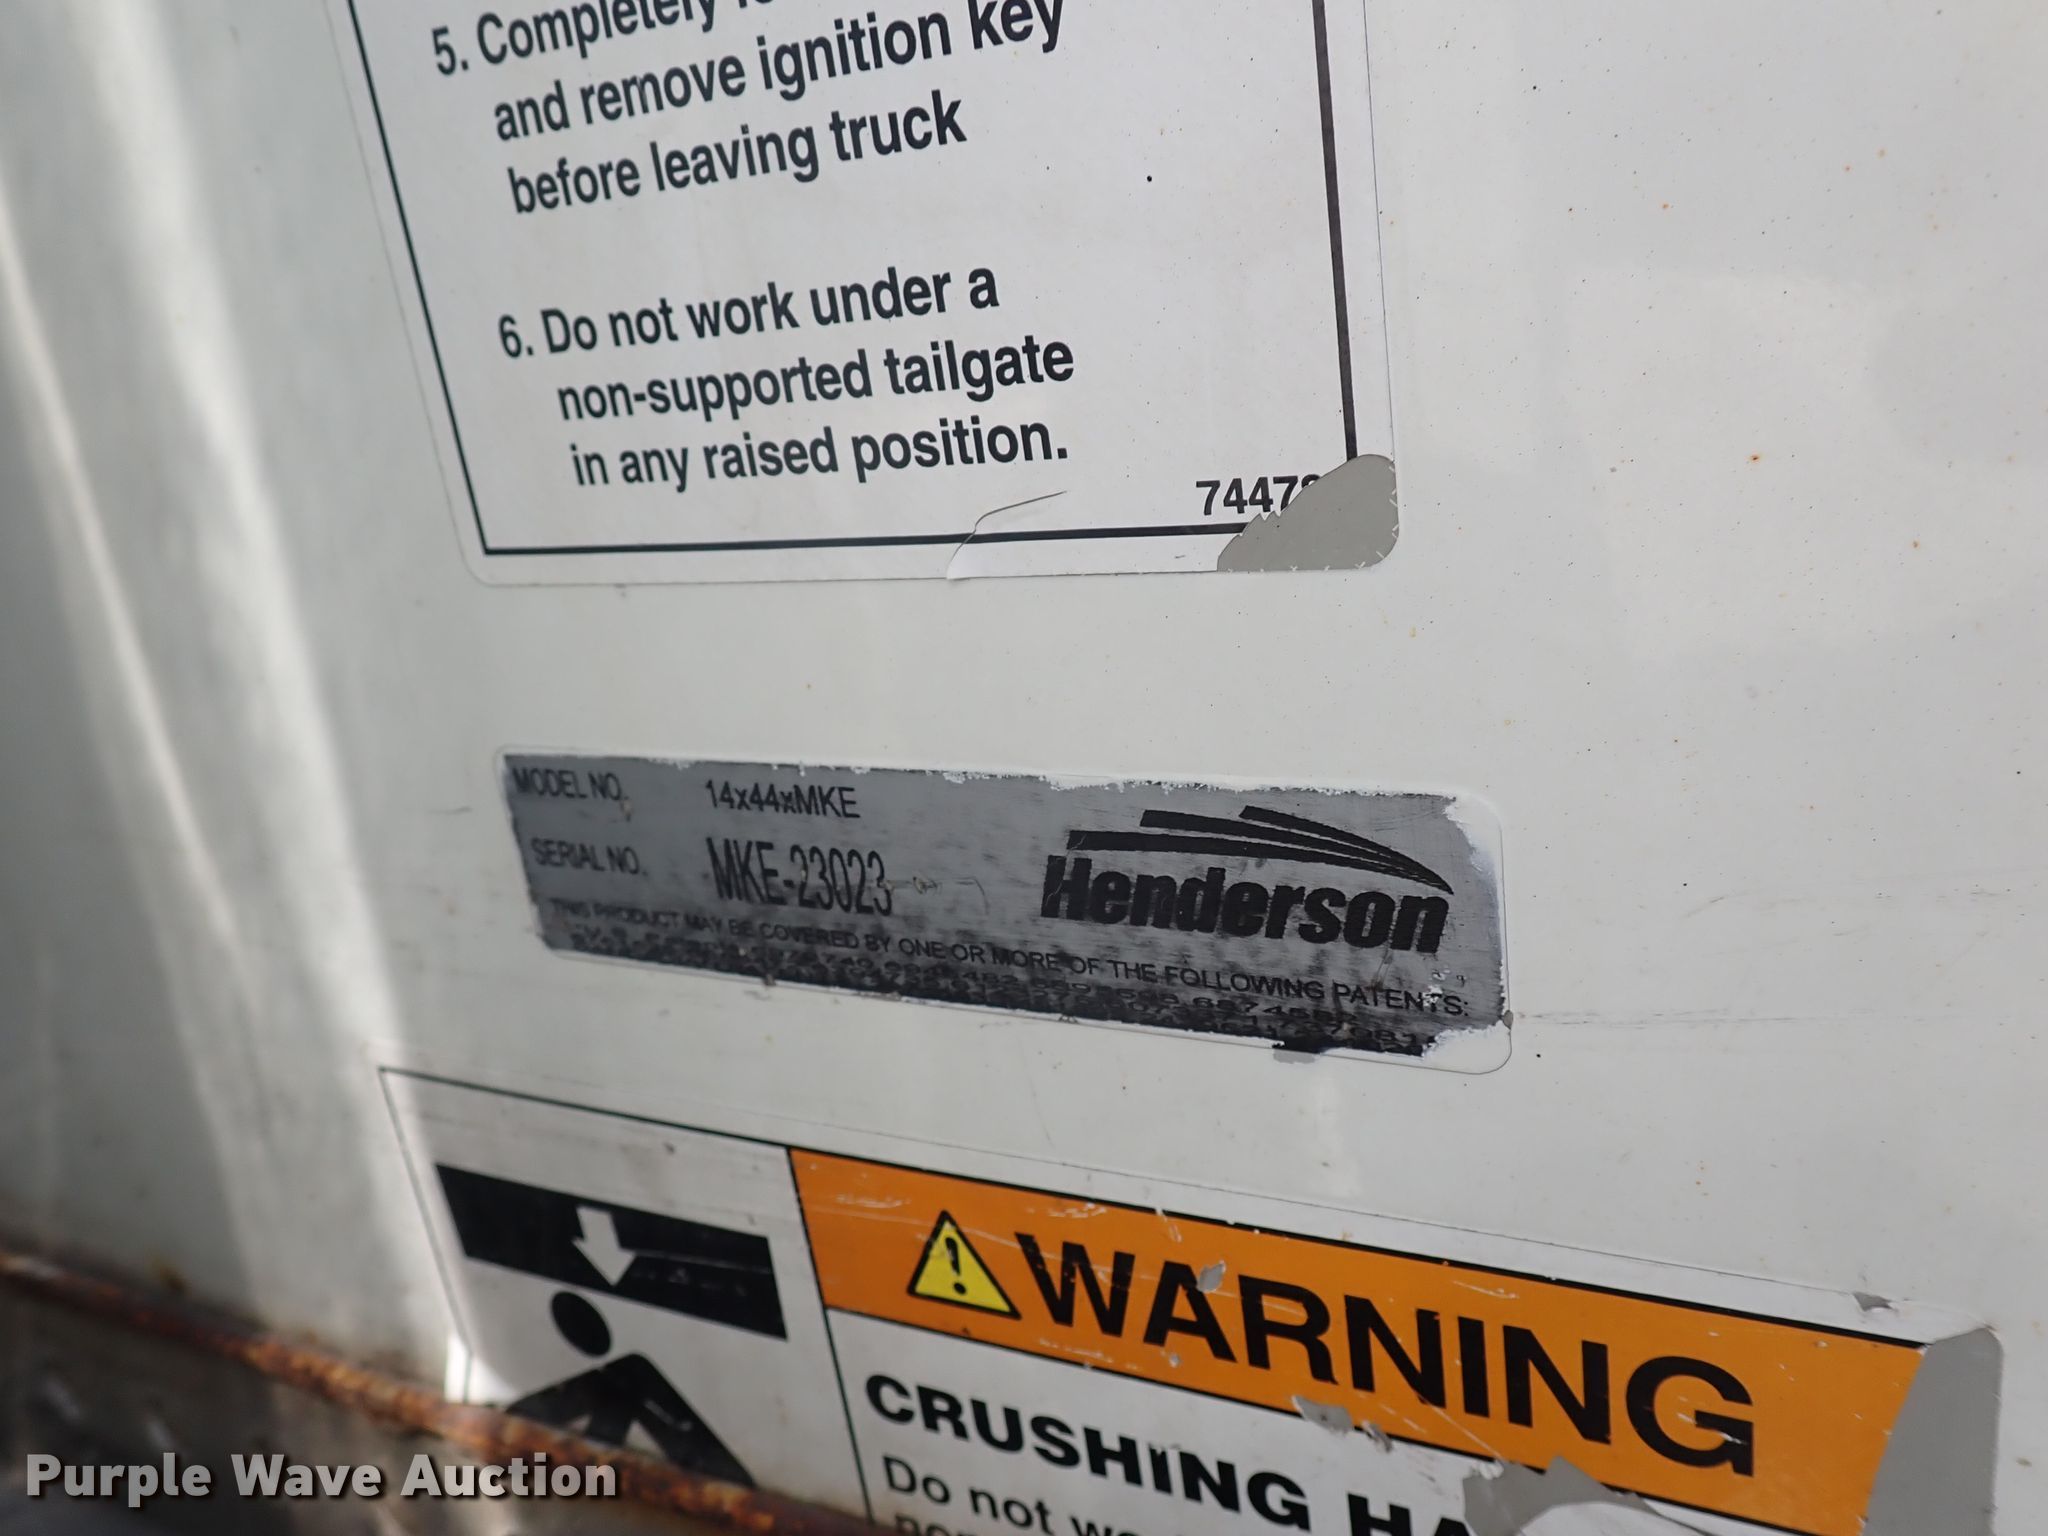 5. Completely
and remove ignition key
before leaving truck
6. Do not work under a
non-supported tailgate
in any raised position.
7447
MODEL NO. 14x44xMKE
SERIAL NO. MKE-23023
Henderson
THIS PRODUCT MAY BE COVERED BY ONE OR MORE OF THE FOLLOWING PATENTS:
WARNING
CRUSHING
Do not
Purple Wave Auction